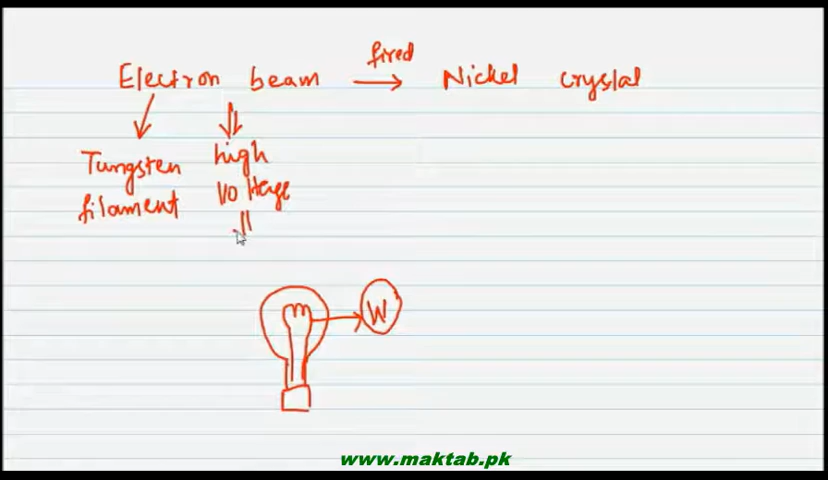 fired
Electron beam → Nickel crystal
Tungsten high
filament voltage
W
www.maktab.pk